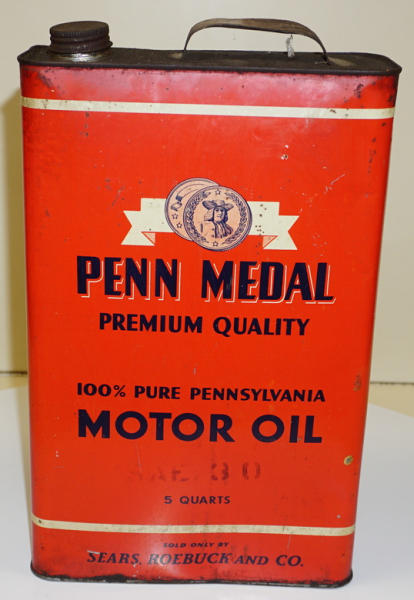 PENN MEDAL
PREMIUM QUALITY
100% PURE PENNSYLVANIA
MOTOR OIL
SAE 30
5 QUARTS
SOLD ONLY BY
SEARS, ROEBUCK AND CO.